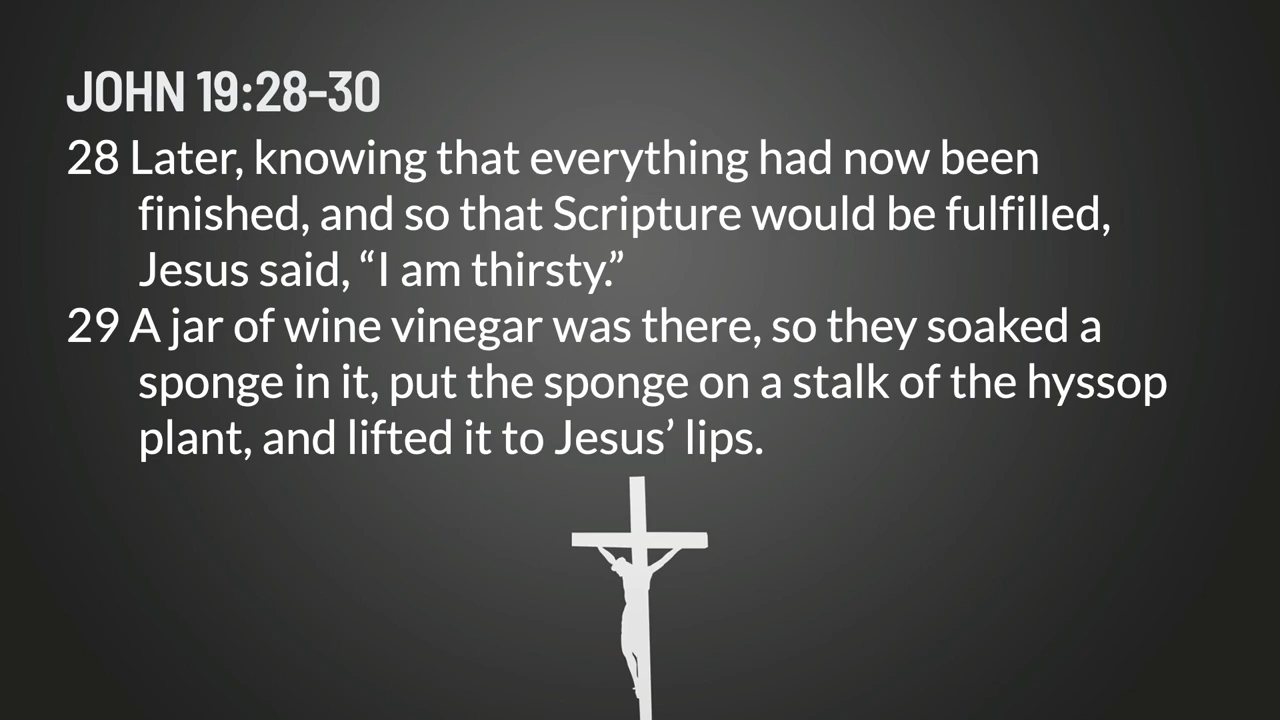 JOHN 19:28-30
28 Later, knowing that everything had now been
finished, and so that Scripture would be fulfilled,
Jesus said, “I am thirsty.”
29 A jar of wine vinegar was there, so they soaked a
sponge in it, put the sponge on a stalk of the hyssop
plant, and lifted it to Jesus’ lips.